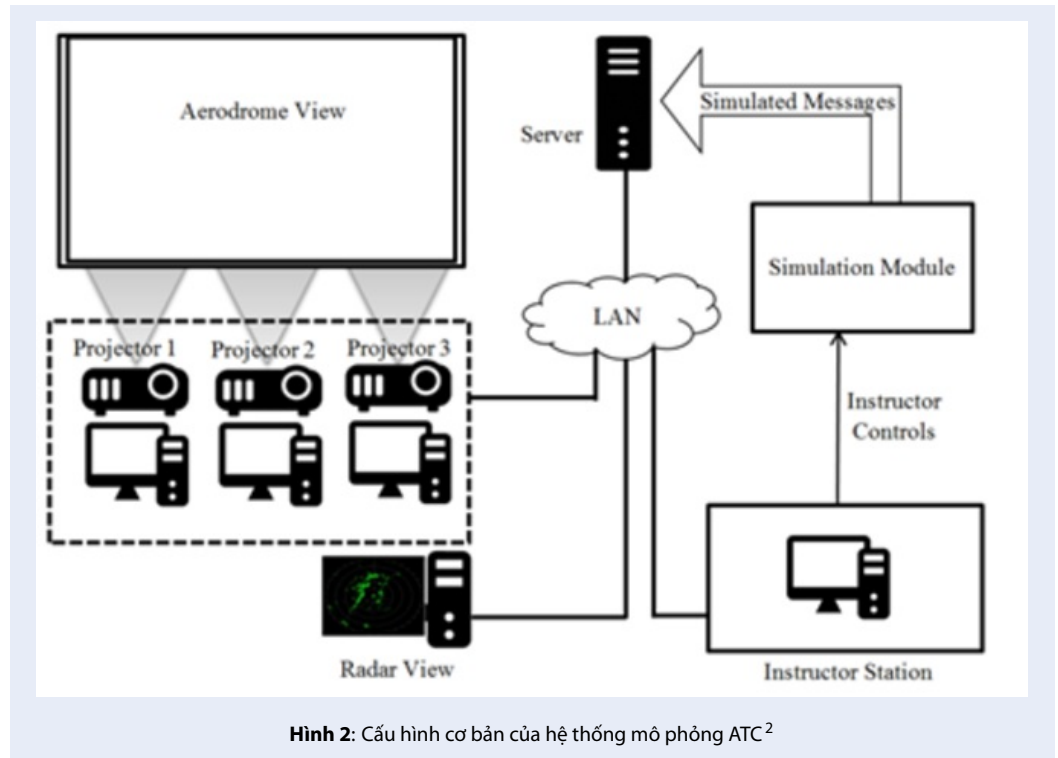 Aerodrome View
Server
Simulated Messages
Simulation Module
LAN
Projector 1
Projector 2
Projector 3
Instructor
Controls
Radar View
Instructor Station
Hình 2: Cấu hình cơ bản của hệ thống mô phỏng ATC 2